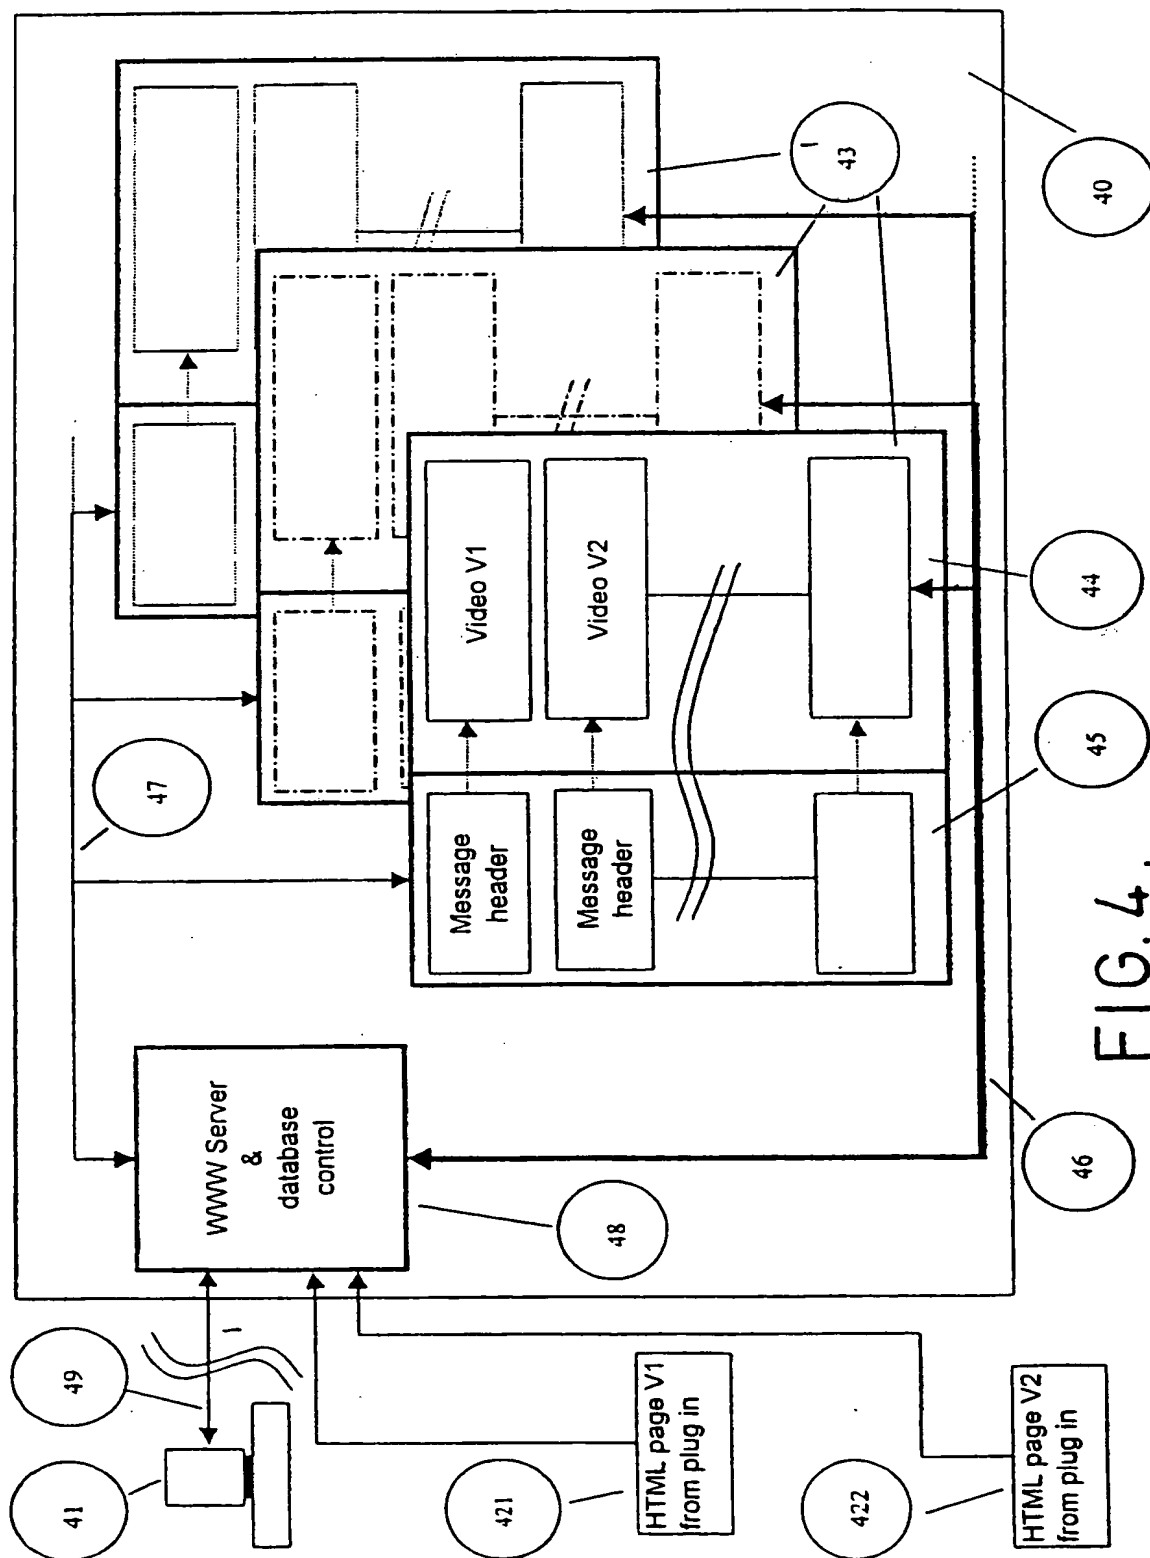 41
49
421
HTML page V1
from plug in
422
HTML page V2
from plug in
WWW Server
&
database
control
48
47
46
Message
header
Message
header
Video V1
Video V2
45
44
43
40
FIG. 4.